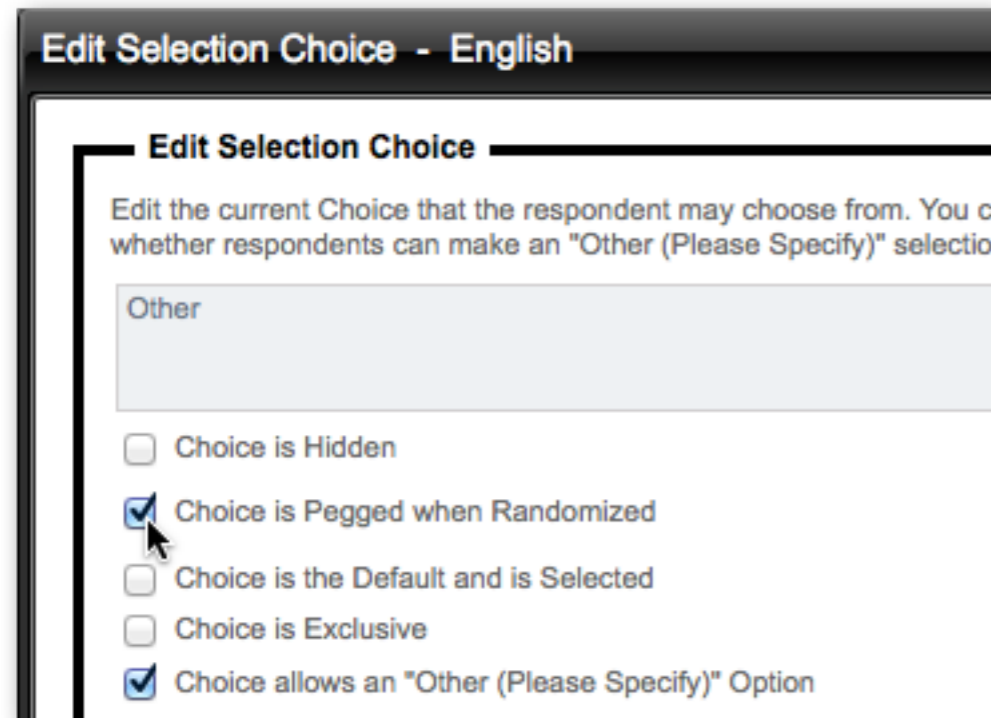 Edit Selection Choice - English
Edit Selection Choice
Edit the current Choice that the respondent may choose from. You
whether respondents can make an "Other (Please Specify)"
Other
Choice is Hidden
Choice is Pegged when Randomized
Choice is the Default and is Selected
Choice is Exclusive
Choice allows an "Other (Please Specify)" Option